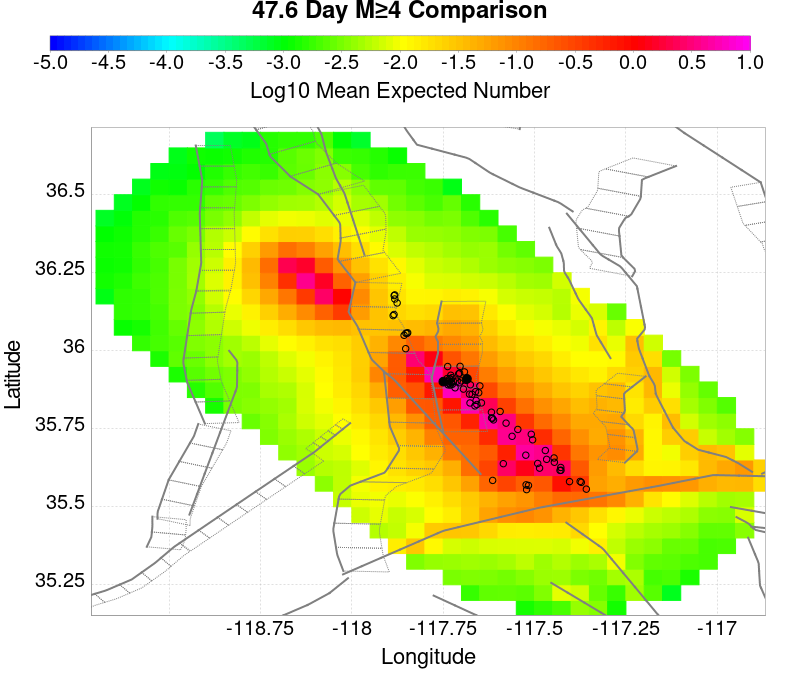 47.6 Day M≥4 Comparison
-5.0 -4.5 -4.0 -3.5 -3.0 -2.5 -2.0 -1.5 -1.0 -0.5 0.0 0.5 1.0
Log10 Mean Expected Number
36.5
36.25
36
35.75
35.5
35.25
Latitude
-118.75 -118 -117.75 -117.5 -117.25 -117
Longitude